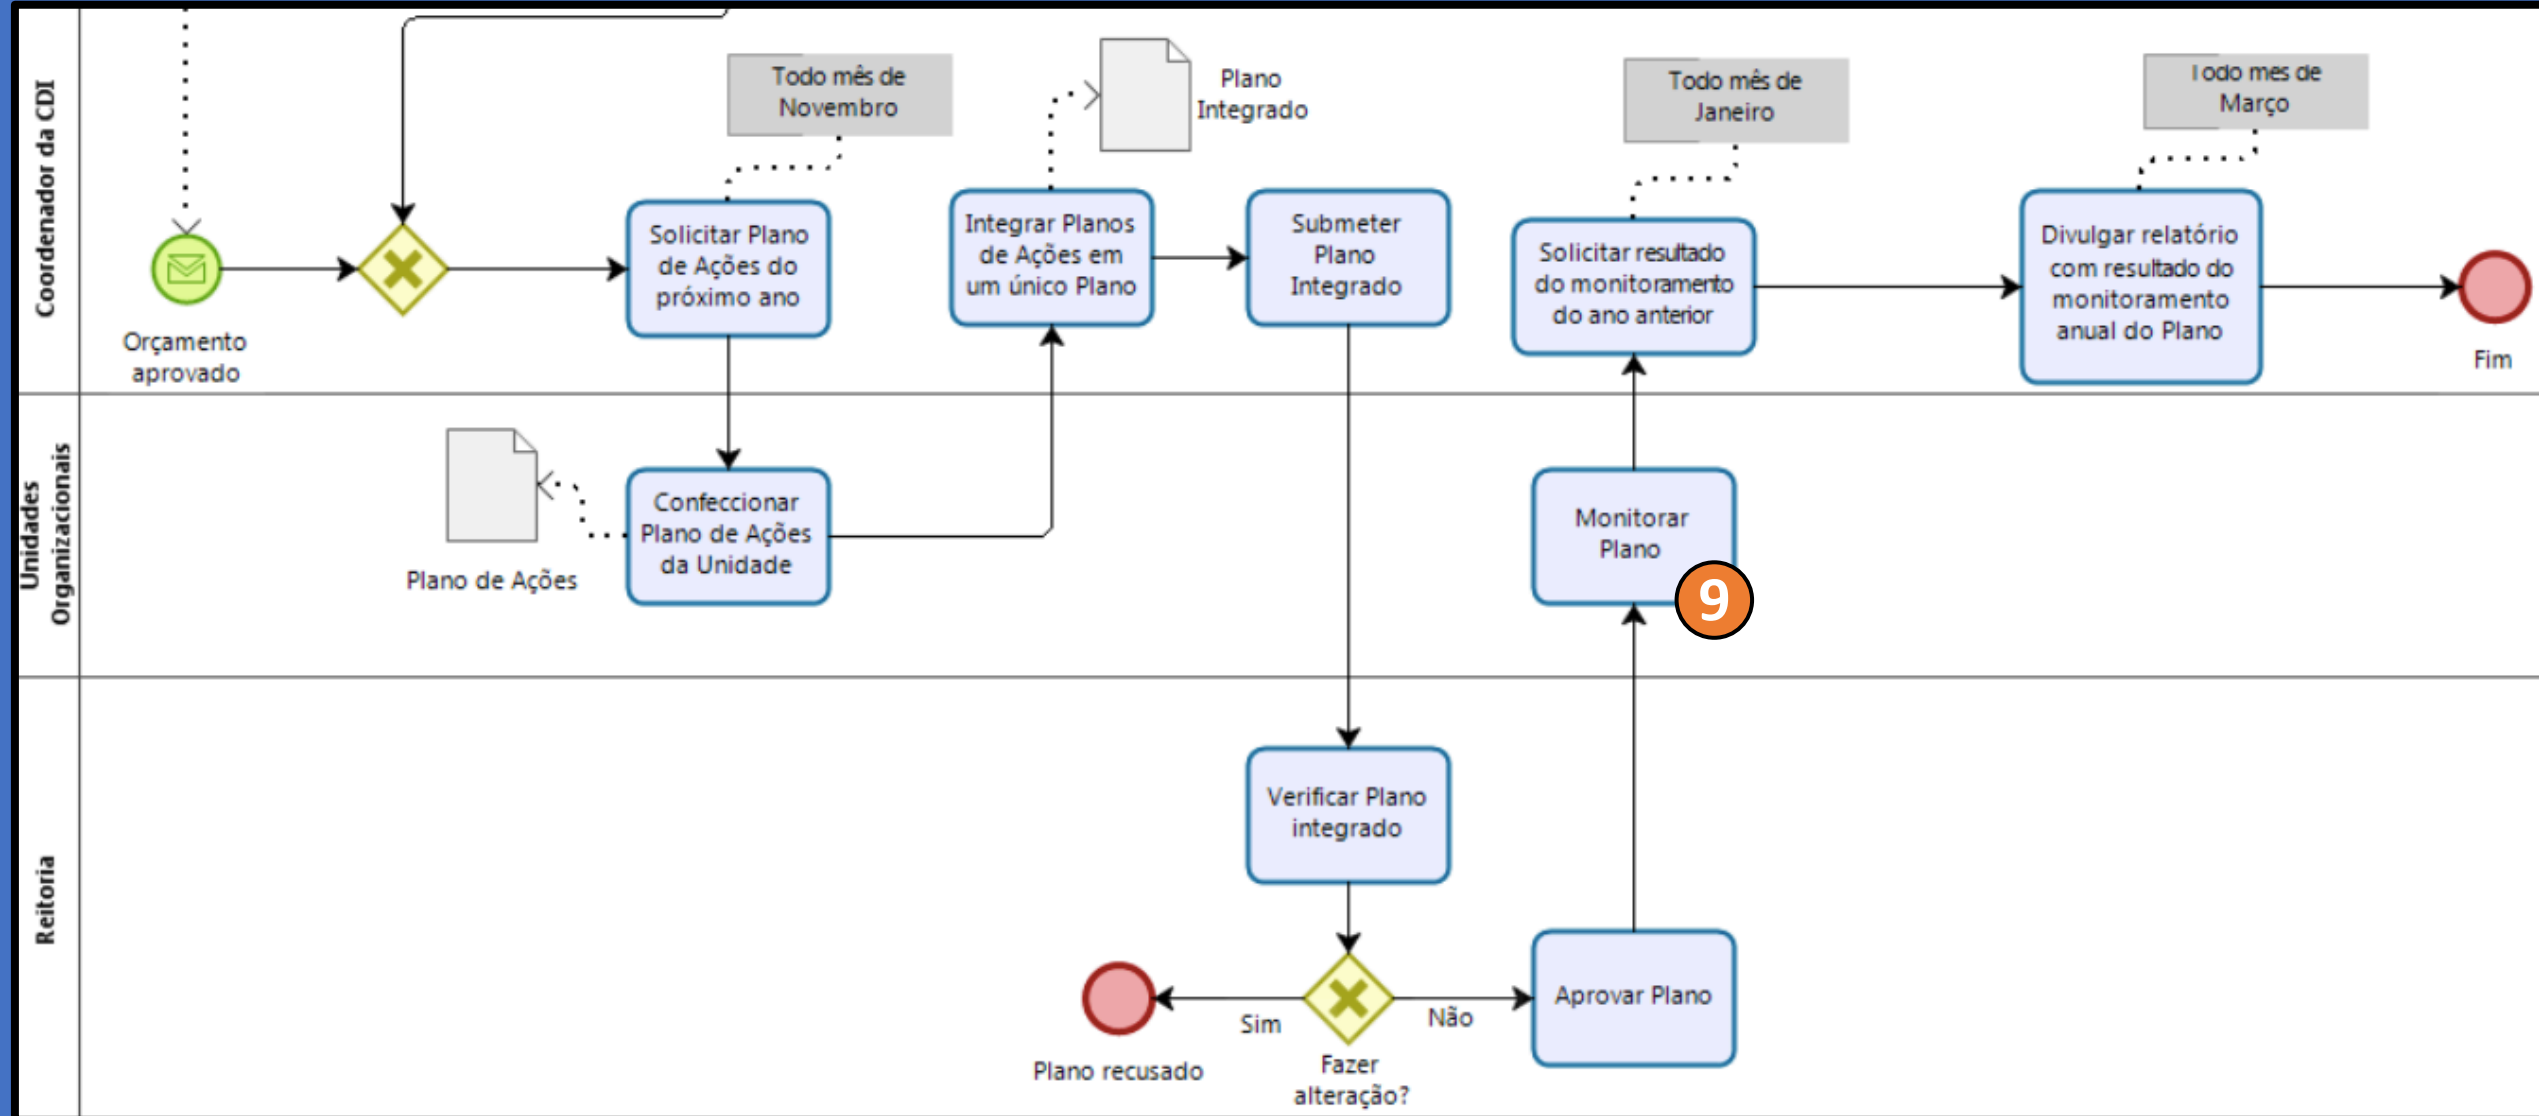 Coordenador da CDI
Todo mês de
Novembro
Plano
Integrado
Todo mês de
Janeiro
Todo mês de
Março
Orçamento
aprovado
Solicitar Plano
de Ações do
próximo ano
Integrar Planos
de Ações em
um único Plano
Submeter
Plano
Integrado
Solicitar resultado
do monitoramento
do ano anterior
Divulgar relatório
com resultado do
monitoramento
anual do Plano
Fim
Unidades
Organizacionais
Plano de Ações
Confeccionar
Plano de Ações
da Unidade
Monitorar
Plano
9
Reitoria
Verificar Plano
integrado
Plano recusado
Sim
Fazer
alteração?
Não
Aprovar Plano